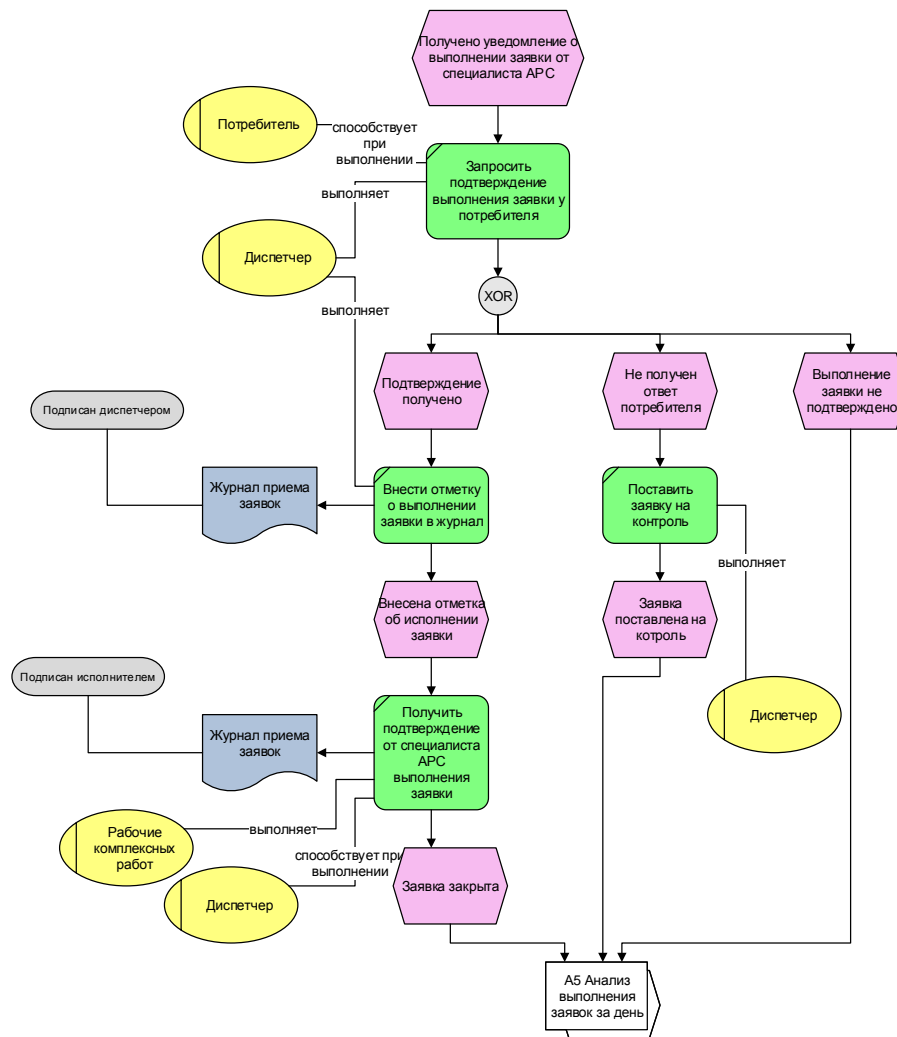 Получено уведомление о
выполнении заявки от
специалиста АРС
Потребитель
способствует
при
выполнении
Запросить
подтверждение
выполнения заявки у
потребителя
выполняет
Диспетчер
выполняет
XOR
Подтверждение
получено
Не получен
ответ
потребителя
Выполнение
заявки не
подтверждено
Подписан диспетчером
Журнал приема
заявок
Внести отметку
о выполнении
заявки в журнал
Поставить
заявку на
контроль
выполняет
Внесена отметка
об исполнении
заявки
Заявка
поставлена на
котроль
Подписан исполнителем
Журнал приема
заявок
Получить
подтверждение
от специалиста
АРС
выполнения
заявки
Диспетчер
Рабочие
комплексных
работ
выполняет
способствует при
выполнении
Диспетчер
Заявка закрыта
А5 Анализ
выполнения
заявок за день